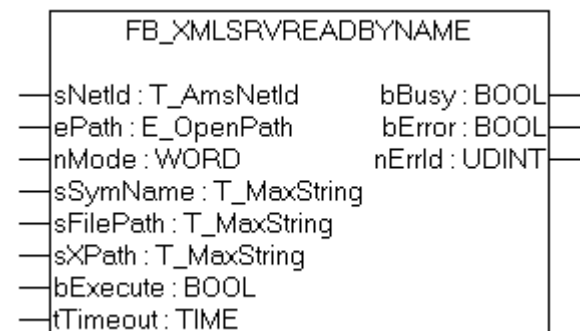 FB_XMLSRVREADBYNAME
sNetId : T_AmsNetId bBusy : BOOL
ePath : E_OpenPath bError : BOOL
nMode : WORD nErrId : UDINT
sSymName : T_MaxString
sFilePath : T_MaxString
sXPath : T_MaxString
bExecute : BOOL
tTimeout : TIME